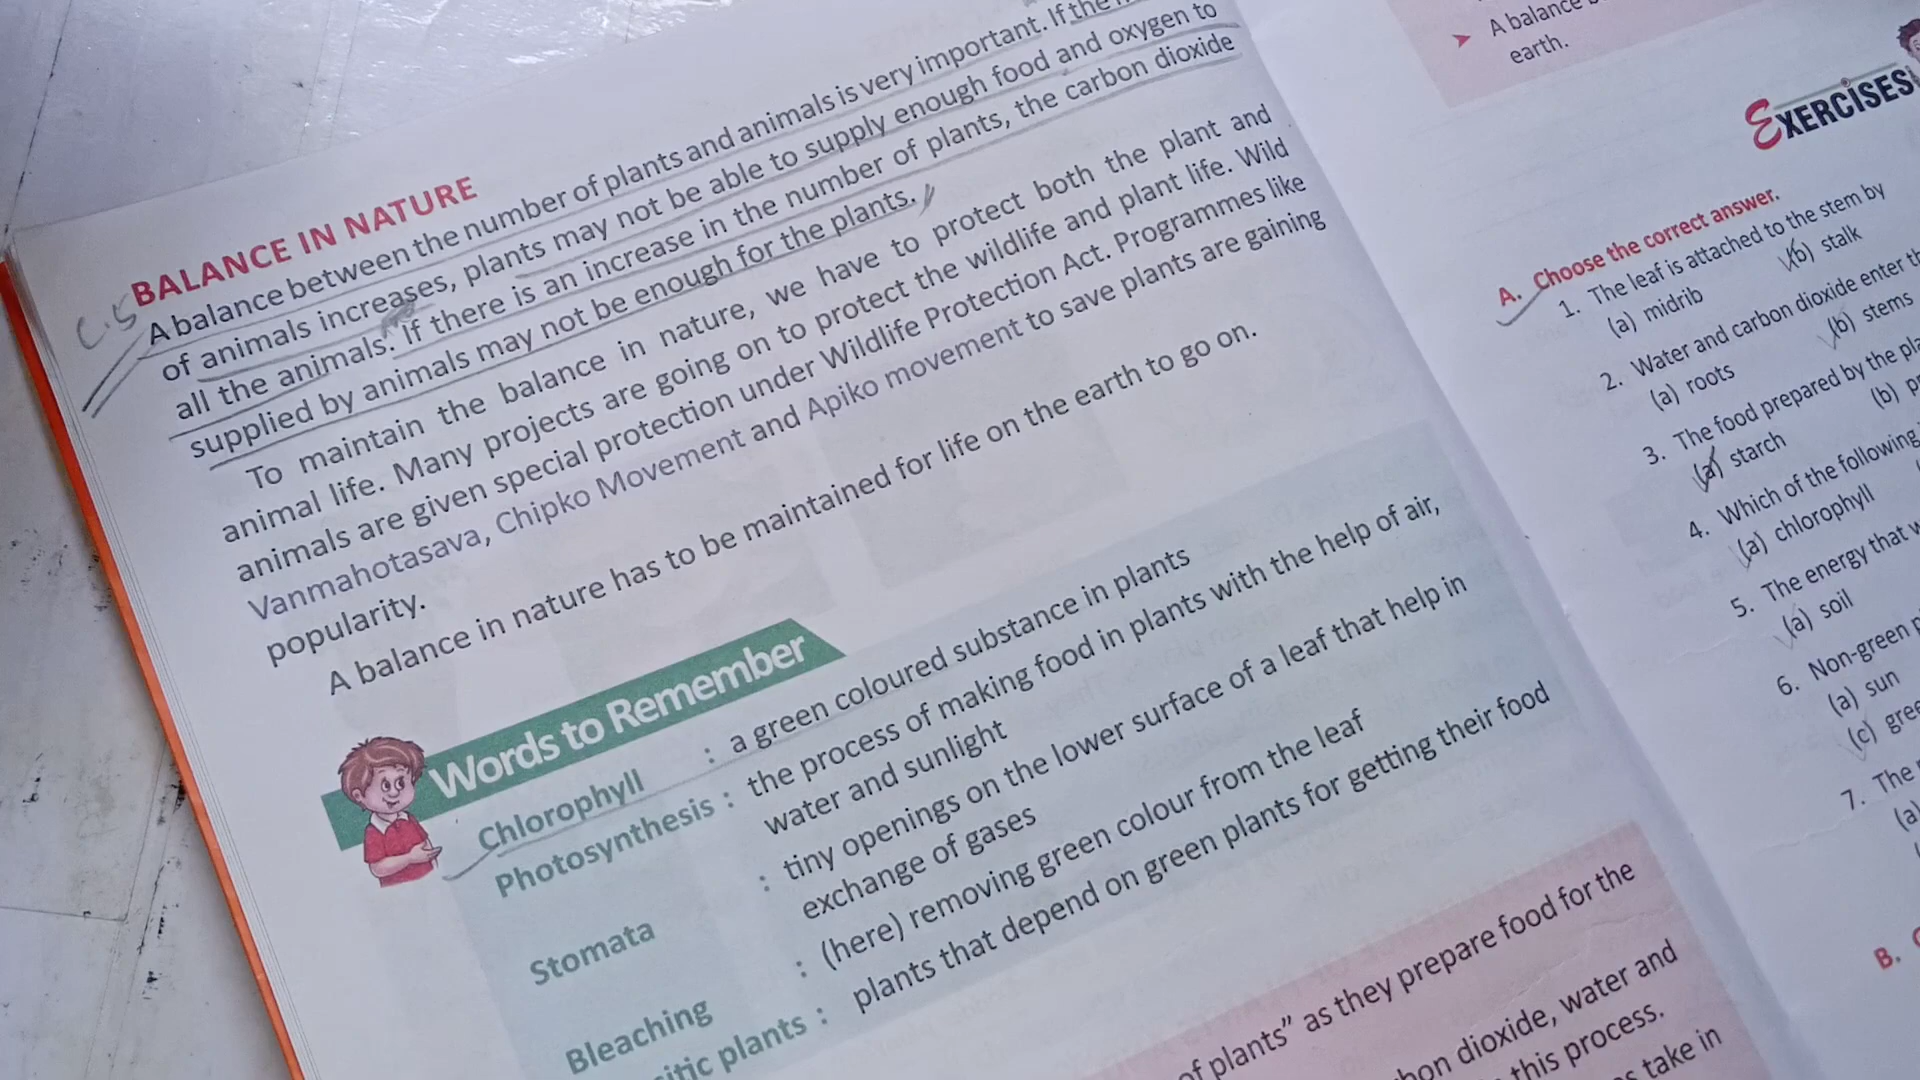 BALANCE IN NATURE
A balance between the number of plants and animals is very important. If the
of animals increases, plants may not be able to supply enough food and oxygen to
all the animals. If there is an increase in the number of plants, the carbon dioxide
supplied by animals may not be enough for the plants.
To maintain the balance in nature, we have to protect both the plant and
animal life. Many projects are going on to protect the wildlife and plant life. Wild
animals are given special protection under Wildlife Protection Act. Programmes like
Vanmahotasava, Chipko Movement and Apiko movement to save plants are gaining
popularity.
A balance in nature has to be maintained for life on the earth to go on.
Words to Remember
Chlorophyll : a green coloured substance in plants
Photosynthesis : the process of making food in plants with the help of air,
water and sunlight
Stomata : tiny openings on the lower surface of a leaf that help in
exchange of gases
Bleaching : (here) removing green colour from the leaf
plants : plants that depend on green plants for getting their food
of plants" as they prepare food for the
dioxide, water and
this process.
take in
A balance
earth.
EXERCISES
A. Choose the correct answer.
1. The leaf is attached to the stem by
(a) midrib (b) stalk
2. Water and carbon dioxide enter
(a) roots (b) stems
3. The food prepared by the
(a) starch (b)
4. Which of the following
(a) chlorophyll
5. The energy that
(a) soil
6. Non-green
(a) sun
(c)
7. The
(a)
B.